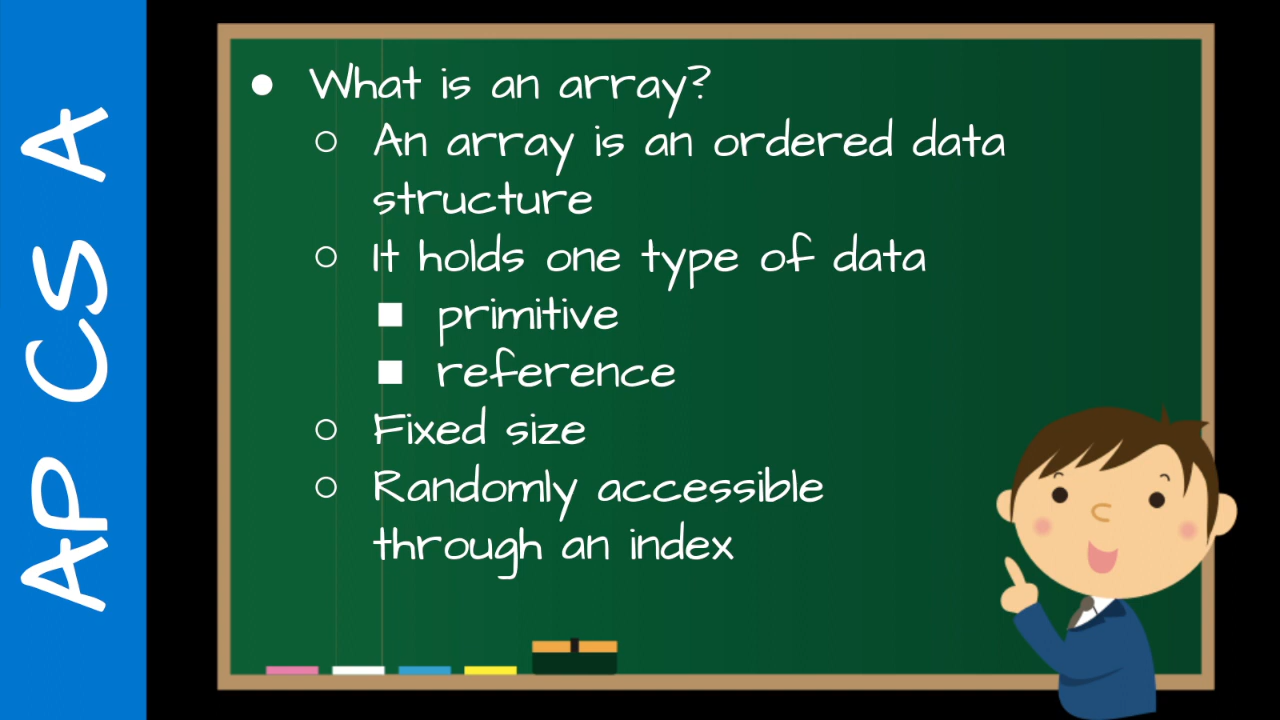 AP CS A
● What is an array?
○ An array is an ordered data
structure
○ It holds one type of data
■ primitive
■ reference
○ Fixed size
○ Randomly accessible
through an index